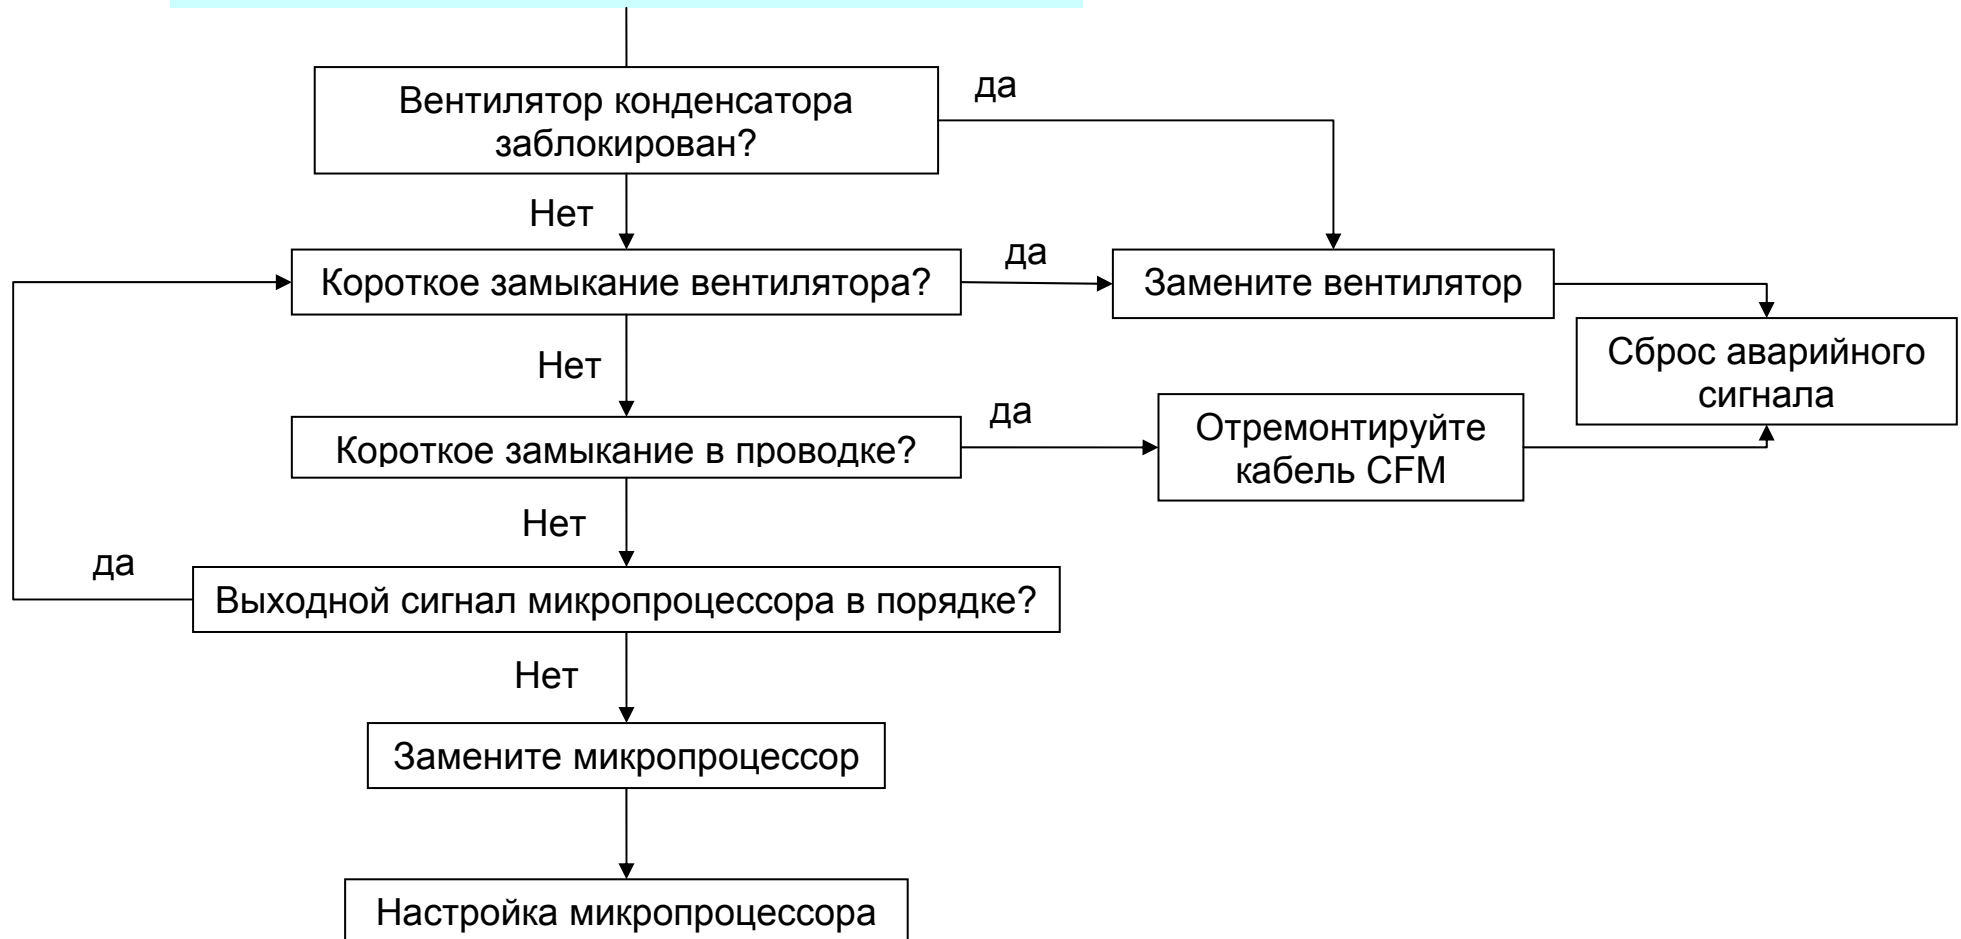 Вентилятор конденсатора
заблокирован?
да
Нет
Короткое замыкание вентилятора?
да
Замените вентилятор
Сброс аварийного
сигнала
Нет
Короткое замыкание в проводке?
да
Отремонтируйте
кабель CFM
Нет
да
Выходной сигнал микропроцессора в порядке?
Нет
Замените микропроцессор
Настройка микропроцессора